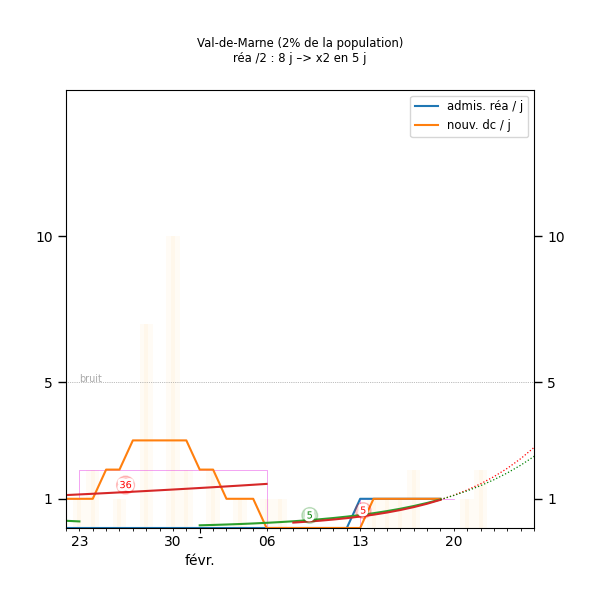 Val-de-Marne (2% de la population)
réa /2 : 8 j –> x2 en 5 j
admis. réa / j
nouv. dc / j
10
10
5
5
bruit
1
1
36
5
5
23
30
-
06
13
20
févr.